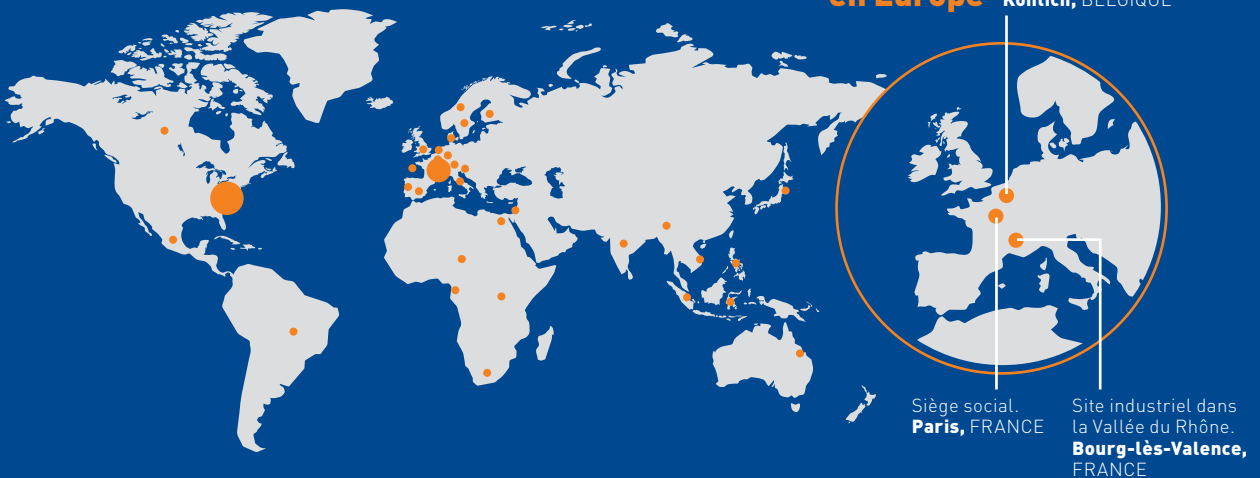 en Europe
Kontich, BELGIQUE
Siège social.
Paris, FRANCE
Site industriel dans
la Vallée du Rhône.
Bourg-lès-Valence,
FRANCE